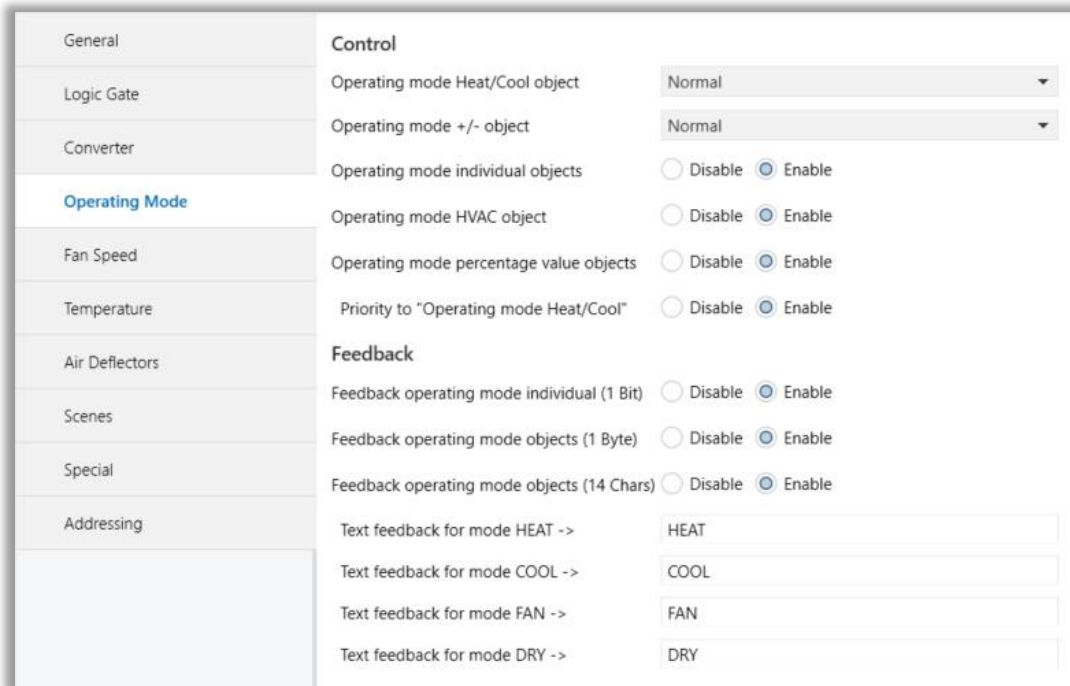 General
Logic Gate
Converter
Operating Mode
Fan Speed
Temperature
Air Deflectors
Scenes
Special
Addressing
Control
Operating mode Heat/Cool object Normal
Operating mode +/- object Normal
Operating mode individual objects Disable Enable
Operating mode HVAC object Disable Enable
Operating mode percentage value objects Disable Enable
Priority to "Operating mode Heat/Cool" Disable Enable
Feedback
Feedback operating mode individual (1 Bit) Disable Enable
Feedback operating mode objects (1 Byte) Disable Enable
Feedback operating mode objects (14 Chars) Disable Enable
Text feedback for mode HEAT -> HEAT
Text feedback for mode COOL -> COOL
Text feedback for mode FAN -> FAN
Text feedback for mode DRY -> DRY